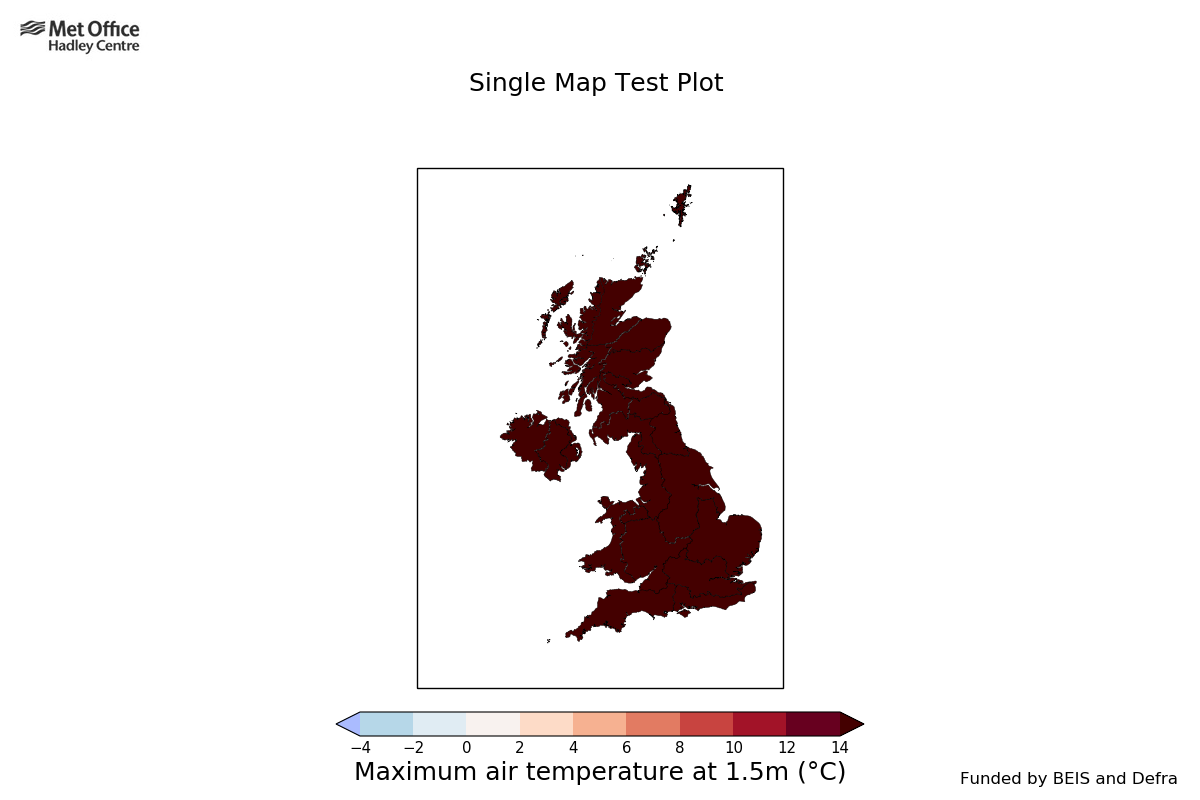 Met Office
Hadley Centre
Single Map Test Plot
−4 −2 0 2 4 6 8 10 12 14
Maximum air temperature at 1.5m (°C)
Funded by BEIS and Defra